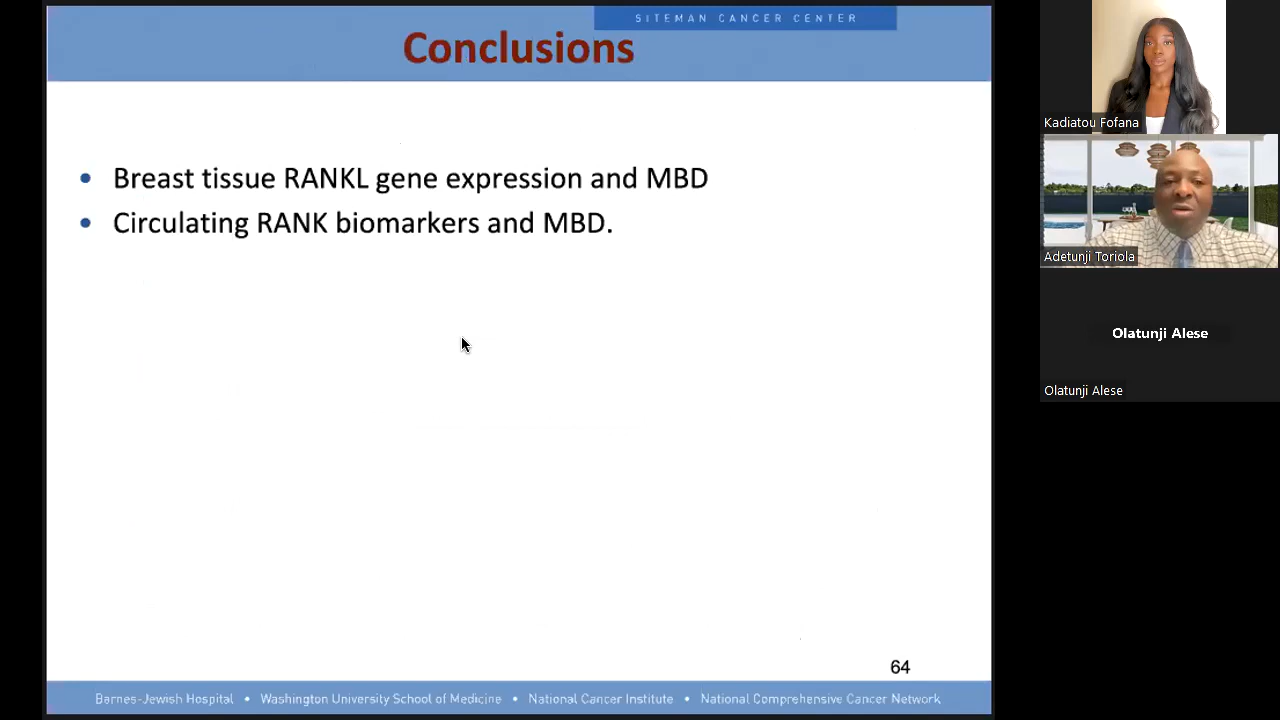 SITEMAN CANCER CENTER
Conclusions
• Breast tissue RANKL gene expression and MBD
• Circulating RANK biomarkers and MBD.
64
Barnes-Jewish Hospital • Washington University School of Medicine • National Cancer Institute • National Comprehensive Cancer Network
Kadiatou Fofana
Adetunji Toriola
Olatunji Alese
Olatunji Alese